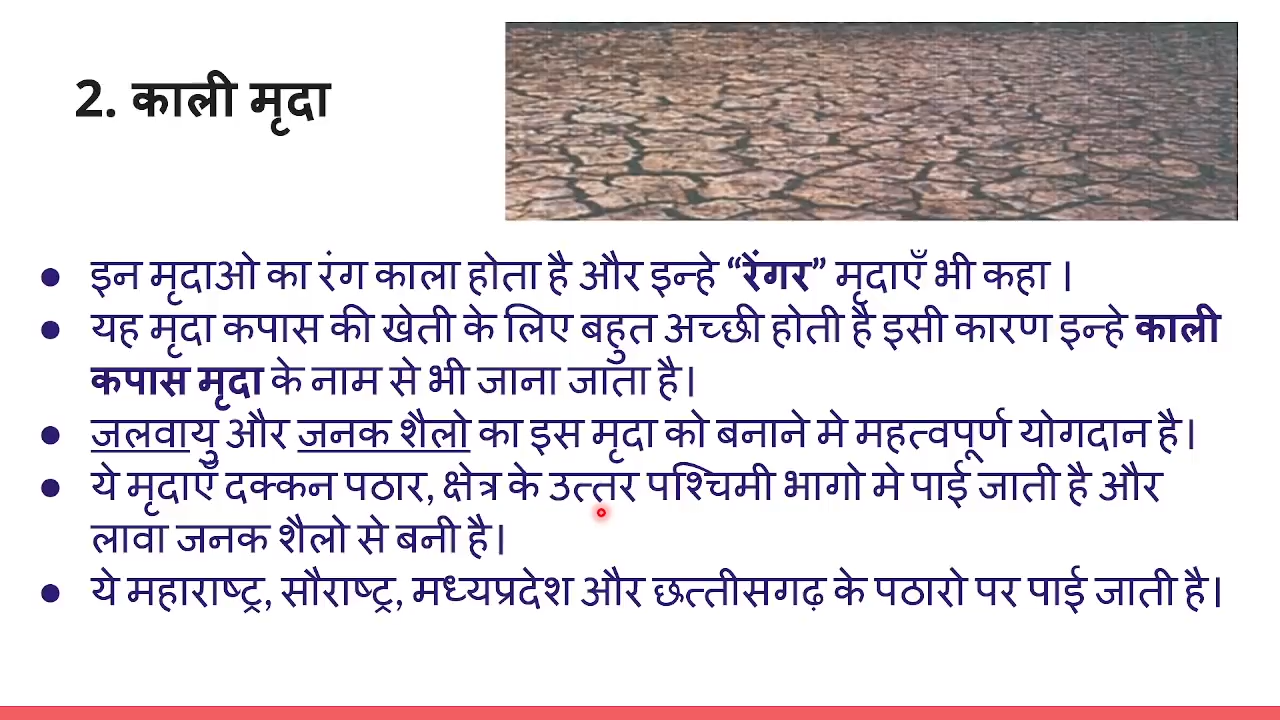 2. काली मृदा
● इन मृदाओ का रंग काला होता है और इन्हे “रेंगर” मृदाएँ भी कहा ।
● यह मृदा कपास की खेती के लिए बहुत अच्छी होती है इसी कारण इन्हे काली
कपास मृदा के नाम से भी जाना जाता है।
● जलवायु और जनक शैलो का इस मृदा को बनाने मे महत्वपूर्ण योगदान है।
● ये मृदाएँ दक्कन पठार, क्षेत्र के उत्तर पश्चिमी भागो मे पाई जाती है और
लावा जनक शैलो से बनी है।
● ये महाराष्ट्र, सौराष्ट्र, मध्यप्रदेश और छत्तीसगढ़ के पठारो पर पाई जाती है।